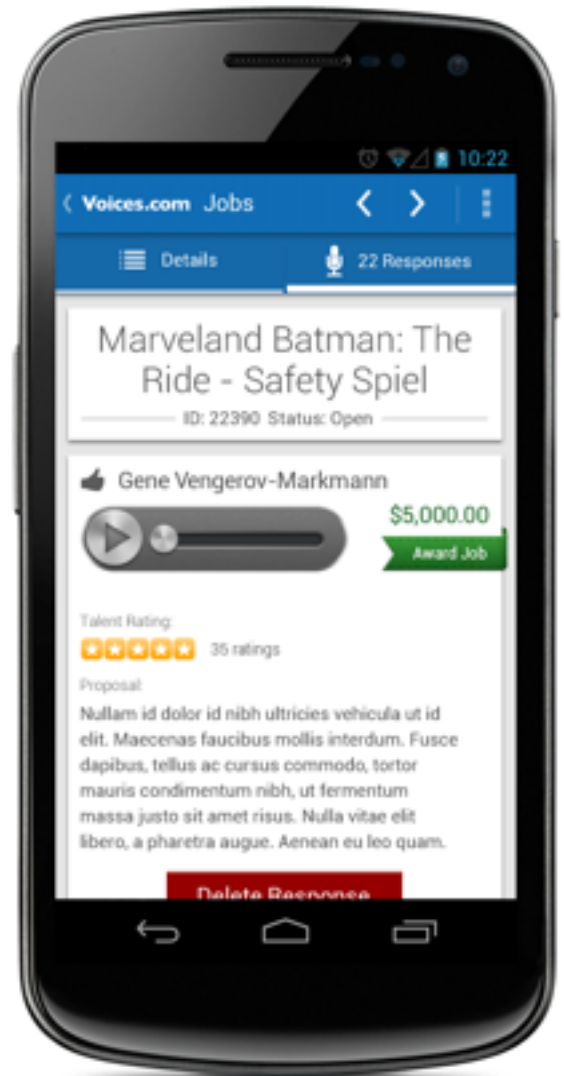 10:22
Voices.com Jobs
Details
22 Responses
Marveland Batman: The
Ride - Safety Spiel
ID: 22390 Status: Open
Gene Vengerov-Markmann
$5,000.00
Award Job
Talent Rating:
35 ratings
Proposal:
Nullam id dolor id nibh ultricies vehicula ut id
elit. Maecenas faucibus mollis interdum. Fusce
dapibus, tellus ac cursus commodo, tortor
mauris condimentum nibh, ut fermentum
massa justo sit amet risus. Nulla vitae elit
libero, a pharetra augue. Aenean eu leo quam.
Delete Response